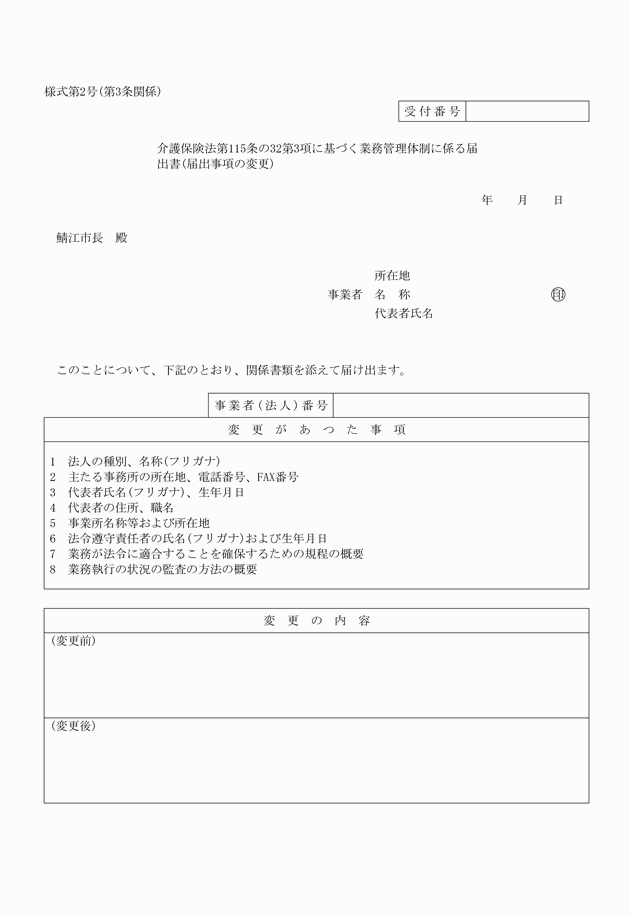 様式第2号(第3条関係)
受付番号
介護保険法第115条の32第3項に基づく業務管理体制に係る届
出書(届出事項の変更)
年　　月　　日
鯖江市長　殿
所在地
事業者　名　称　　　　　　　　　　　　印
代表者氏名
このことについて、下記のとおり、関係書類を添えて届け出ます。
事業者(法人)番号
変更があつた事項
1　法人の種別、名称(フリガナ)
2　主たる事務所の所在地、電話番号、FAX番号
3　代表者氏名(フリガナ)、生年月日
4　代表者の住所、職名
5　事業所名称等および所在地
6　法令遵守責任者の氏名(フリガナ)および生年月日
7　業務が法令に適合することを確保するための規程の概要
8　業務執行の状況の監査の方法の概要
変更の内容
(変更前)
(変更後)